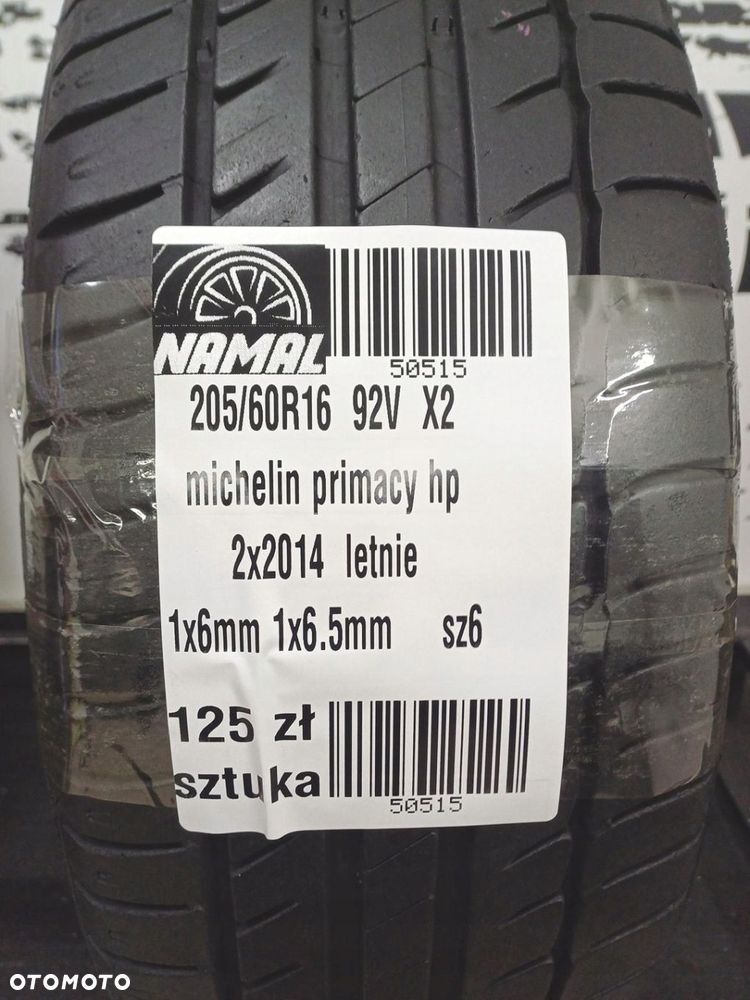 NAMAL
50515
205/60R16 92V X2
michelin primacy hp
2x2014 letnie
1x6mm 1x6.5mm sz6
125 zł
sztuka
50515
OTOMOTO